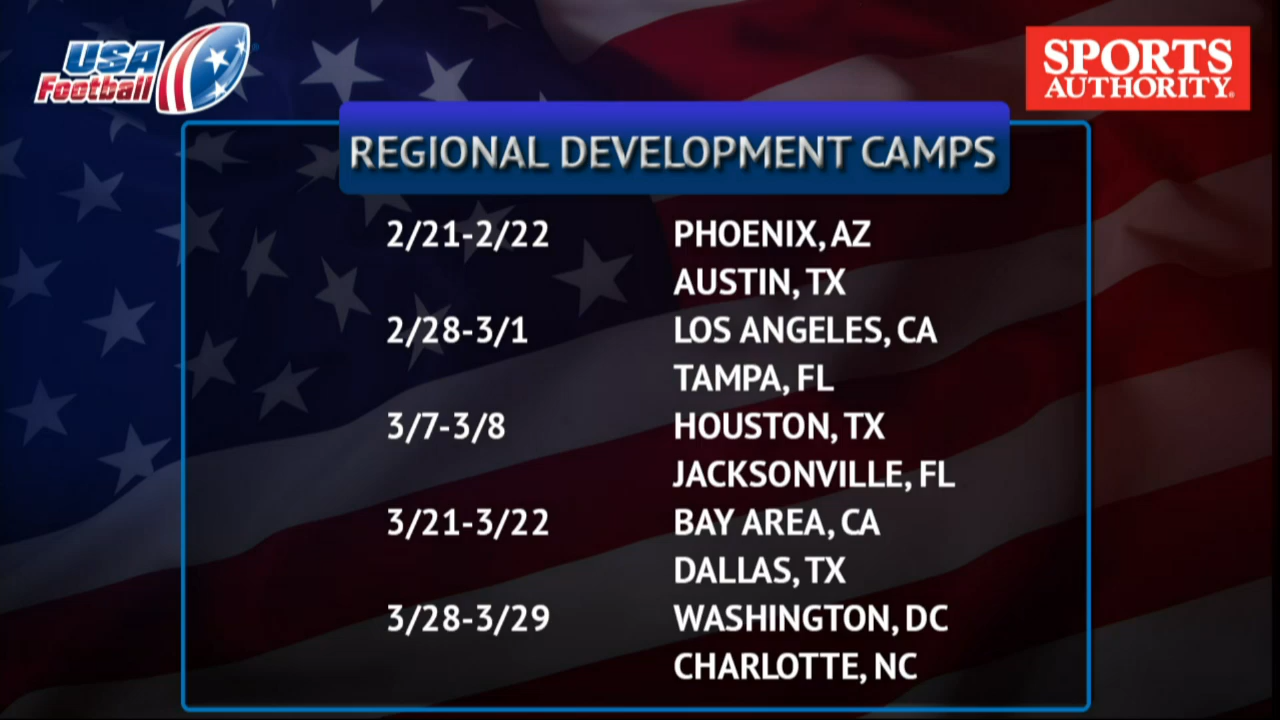 USA
Football
SPORTS
AUTHORITY.
REGIONAL DEVELOPMENT CAMPS
2/21-2/22 PHOENIX, AZ
AUSTIN, TX
2/28-3/1 LOS ANGELES, CA
TAMPA, FL
3/7-3/8 HOUSTON, TX
JACKSONVILLE, FL
3/21-3/22 BAY AREA, CA
DALLAS, TX
3/28-3/29 WASHINGTON, DC
CHARLOTTE, NC